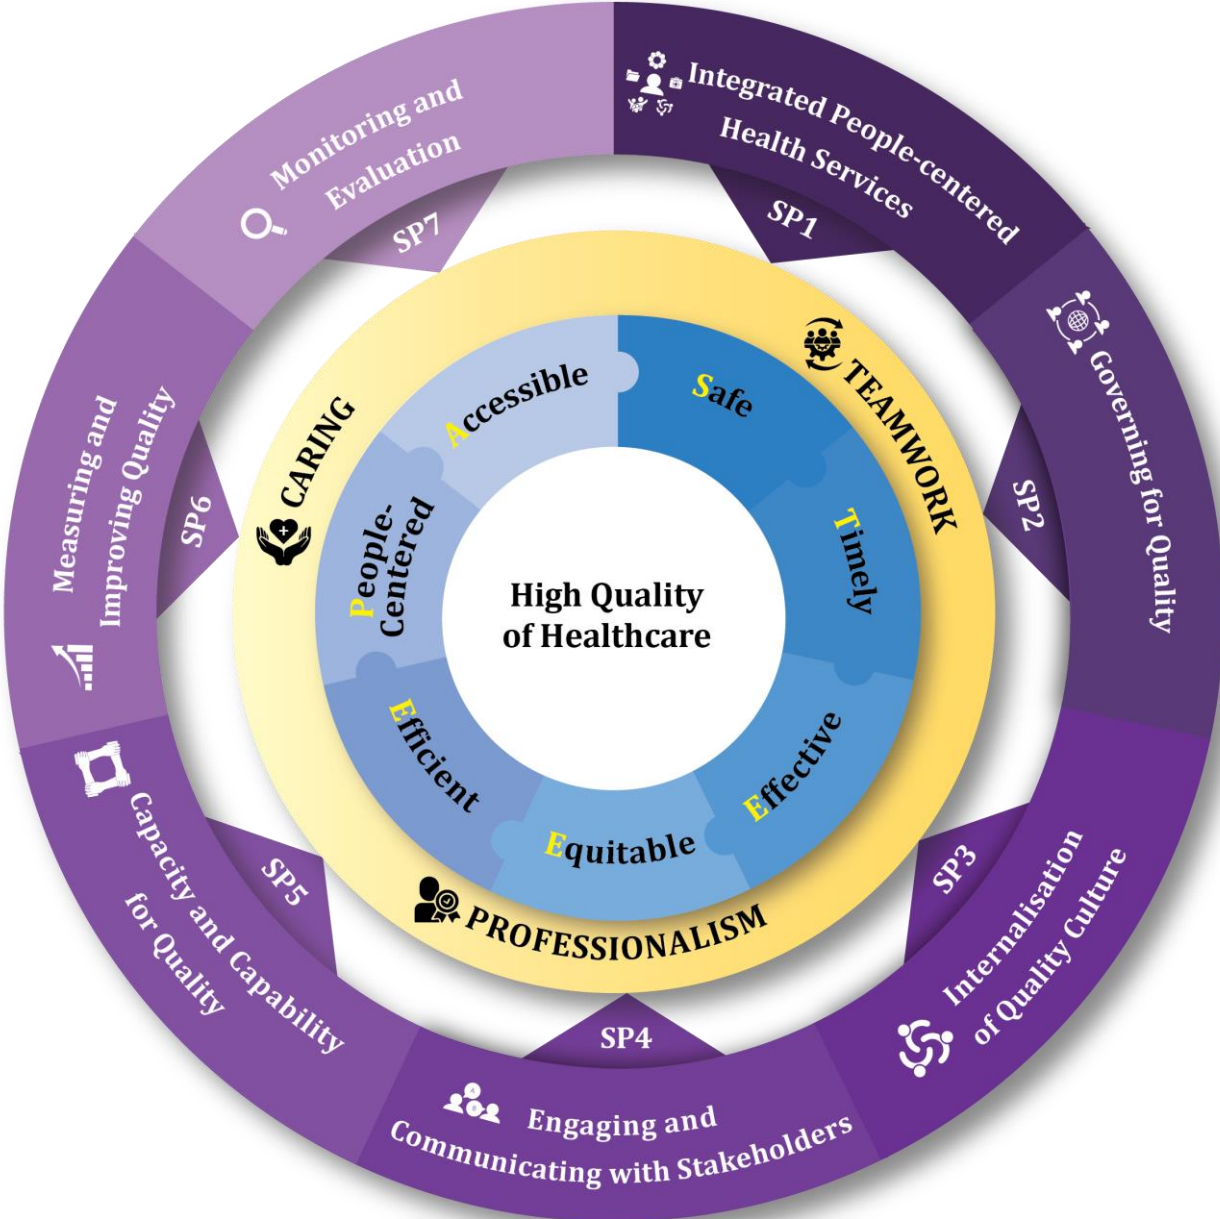 Integrated People-centered
Health Services
SP1
Governing for Quality
SP2
Internalisation
of Quality Culture
SP3
Engaging and
Communicating with Stakeholders
SP4
Capacity and Capability
for Quality
SP5
Measuring and
Improving Quality
SP6
Monitoring and
Evaluation
SP7
TEAMWORK
PROFESSIONALISM
CARING
Safe
Timely
Effective
Equitable
Efficient
People-
Centered
Accessible
High Quality
of Healthcare